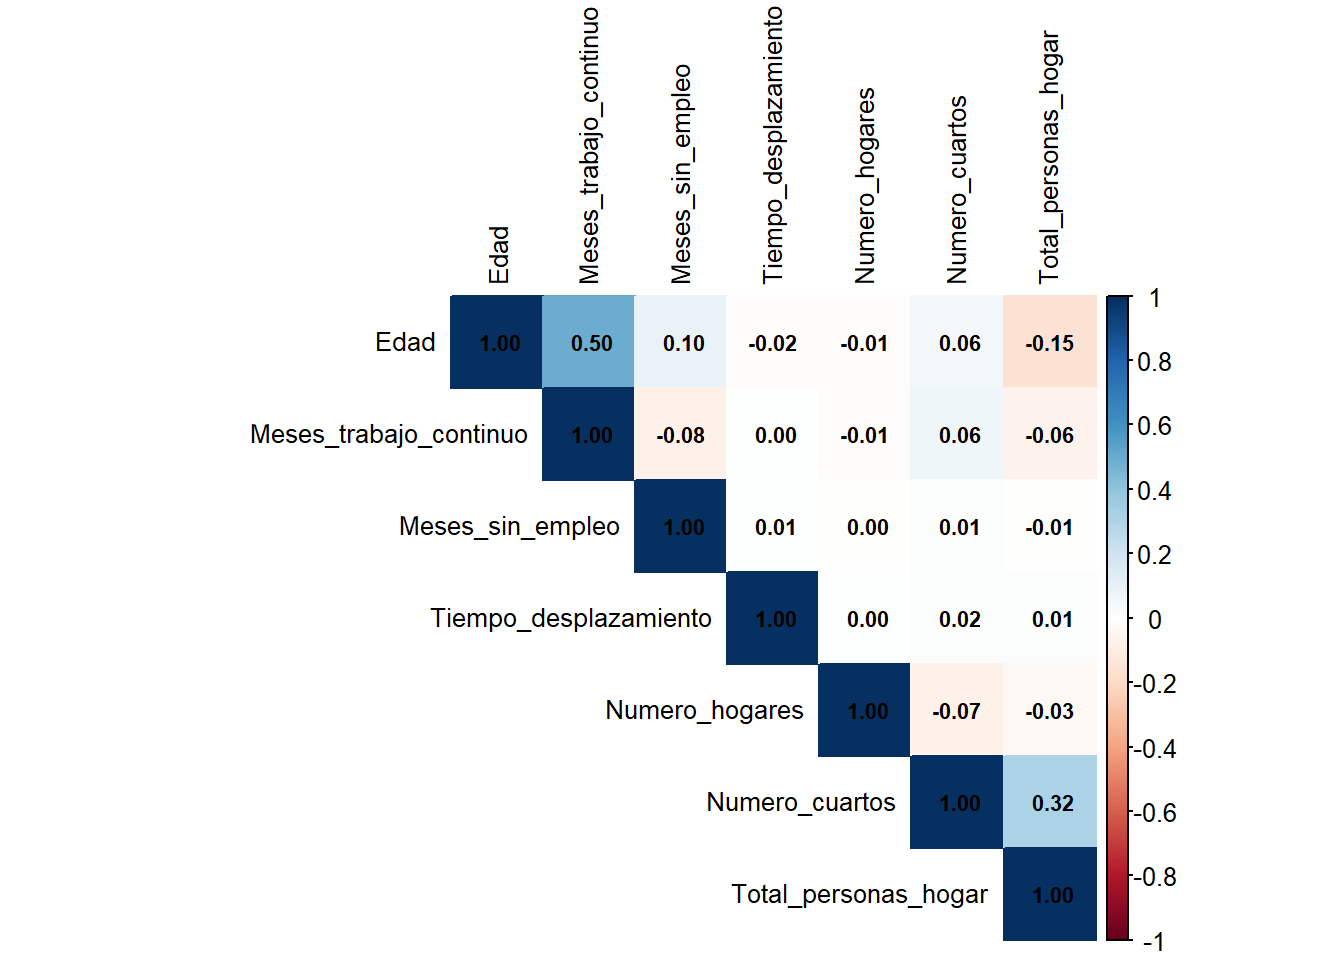 Edad
Meses_trabajo_continuo
Meses_sin_empleo
Tiempo_desplazamiento
Numero_hogares
Numero_cuartos
Total_personas_hogar
Edad 1.00 0.50 0.10 -0.02 -0.01 0.06 -0.15
Meses_trabajo_continuo 1.00 -0.08 0.00 -0.01 0.06 -0.06
Meses_sin_empleo 1.00 0.01 0.00 0.01 -0.01
Tiempo_desplazamiento 1.00 0.00 0.02 0.01
Numero_hogares 1.00 -0.07 -0.03
Numero_cuartos 1.00 0.32
Total_personas_hogar 1.00
1
0.8
0.6
0.4
0.2
0
-0.2
-0.4
-0.6
-0.8
-1